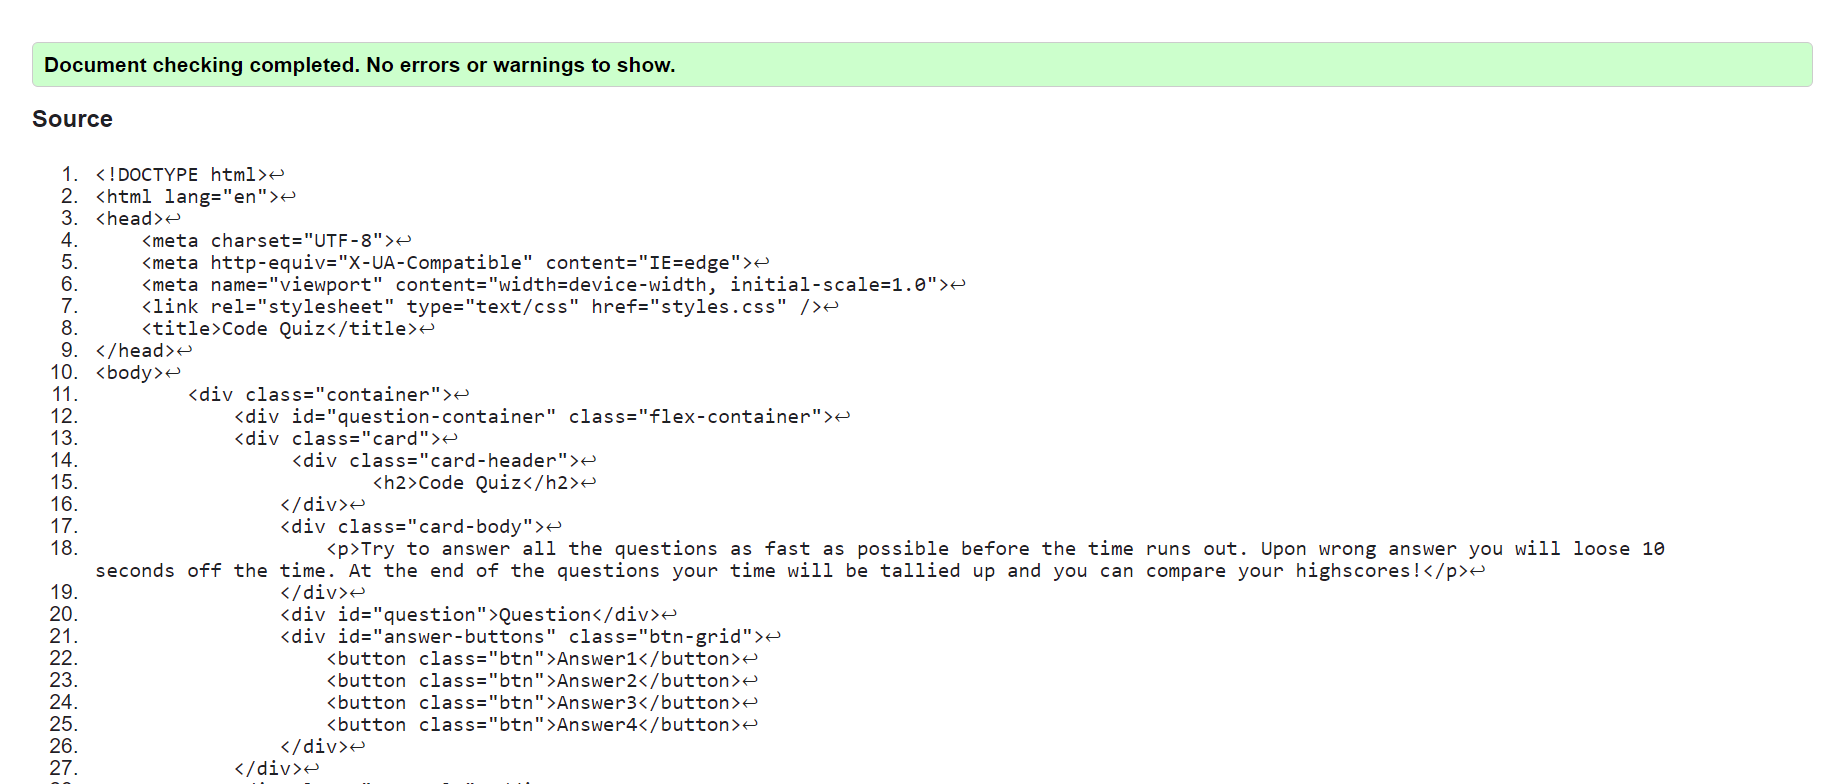 Document checking completed. No errors or warnings to show.
Source
1. <!DOCTYPE html>↩
2. <html lang="en">↩
3. <head>↩
4.     <meta charset="UTF-8">↩
5.     <meta http-equiv="X-UA-Compatible" content="IE=edge">↩
6.     <meta name="viewport" content="width=device-width, initial-scale=1.0">↩
7.     <link rel="stylesheet" type="text/css" href="styles.css" />↩
8.     <title>Code Quiz</title>↩
9. </head>↩
10. <body>↩
11.         <div class="container">↩
12.             <div id="question-container" class="flex-container">↩
13.             <div class="card">↩
14.                  <div class="card-header">↩
15.                         <h2>Code Quiz</h2>↩
16.                 </div>↩
17.                 <div class="card-body">↩
18.                     <p>Try to answer all the questions as fast as possible before the time runs out. Upon wrong answer you will loose 10
seconds off the time. At the end of the questions your time will be tallied up and you can compare your highscores!</p>↩
19.                 </div>↩
20.                 <div id="question">Question</div>↩
21.                 <div id="answer-buttons" class="btn-grid">↩
22.                     <button class="btn">Answer1</button>↩
23.                     <button class="btn">Answer2</button>↩
24.                     <button class="btn">Answer3</button>↩
25.                     <button class="btn">Answer4</button>↩
26.                 </div>↩
27.             </div>↩